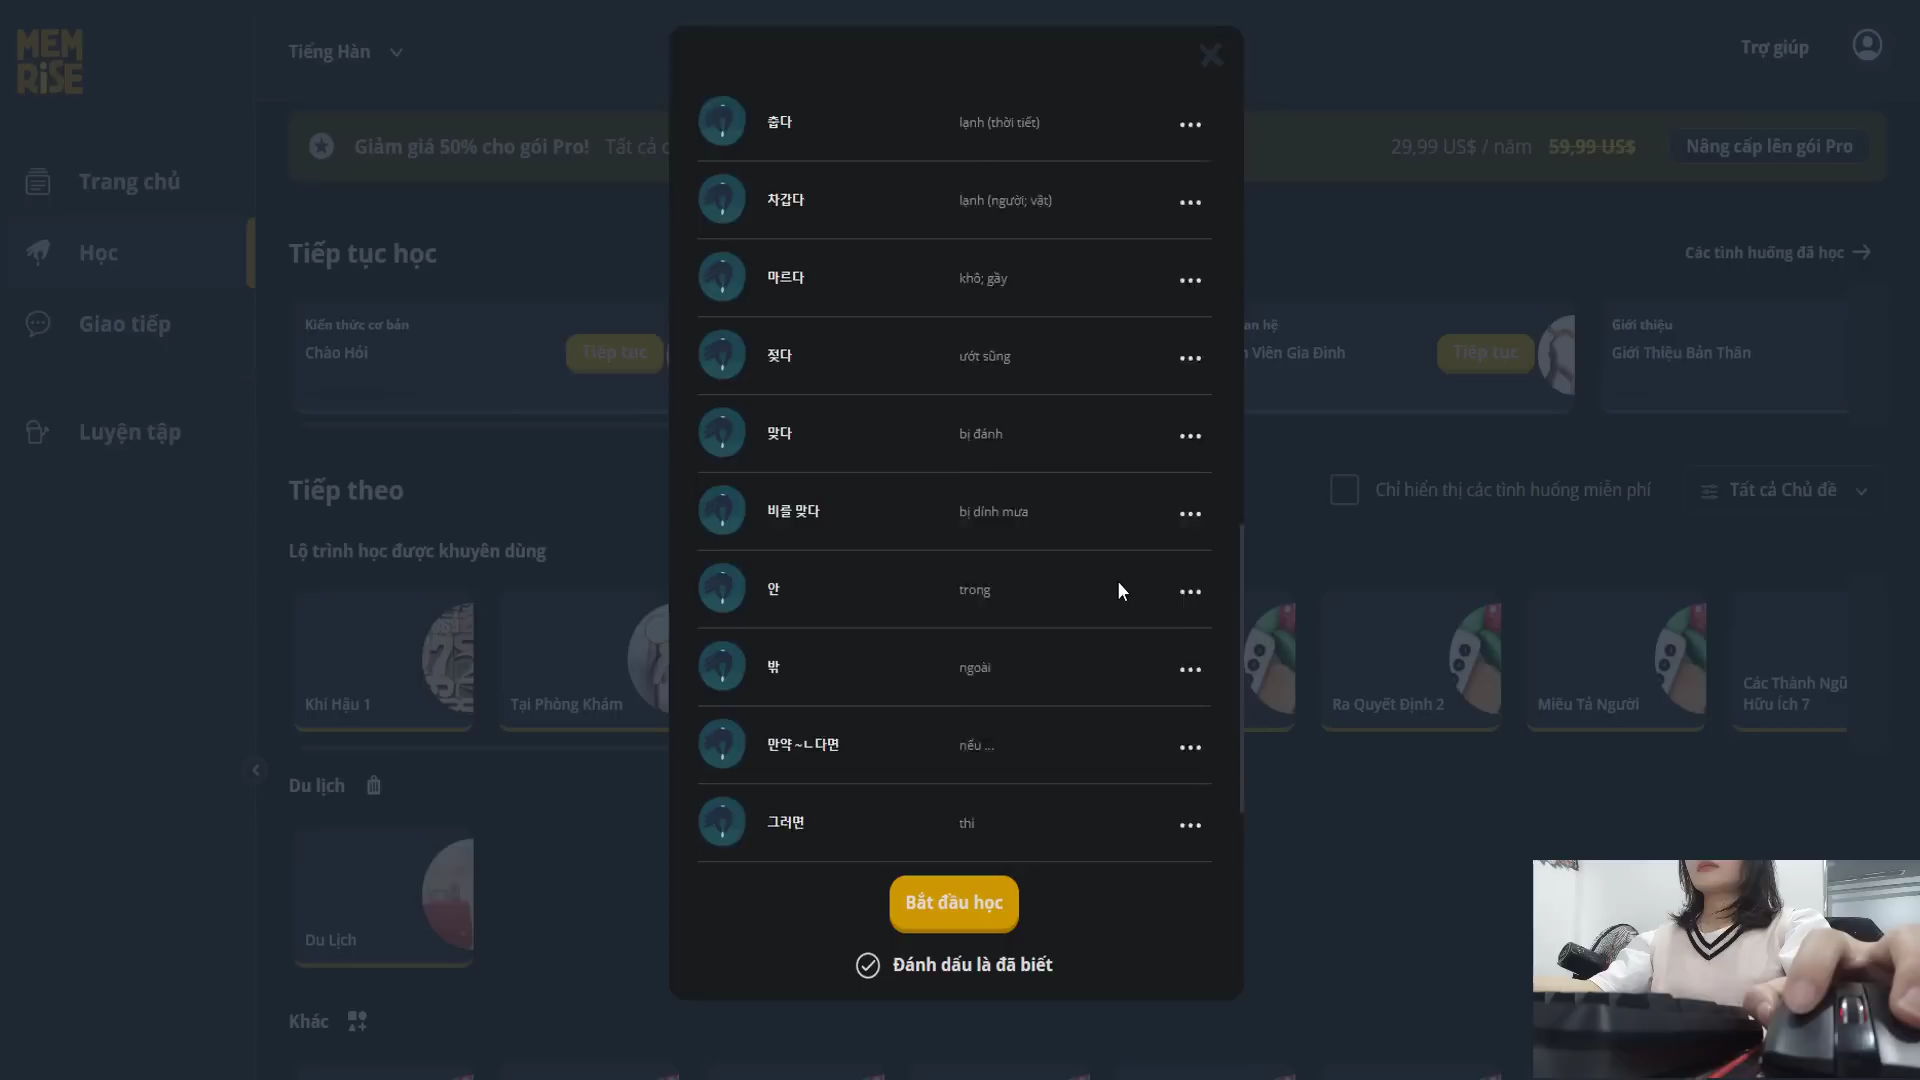 MEM
RiSE
Tiếng Hàn
Trợ giúp
Giảm giá 50% cho gói Pro! Tất cả c
29,99 US$ / năm 59,99 US$ Nâng cấp lên gói Pro
Trang chủ
Học
Giao tiếp
Luyện tập
Tiếp tục học
Các tình huống đã học
Kiến thức cơ bản
Chào Hỏi
Tiếp tục
an hệ
h Viên Gia Đình
Tiếp tục
Giới thiệu
Giới Thiệu Bản Thân
Tiếp theo
Chỉ hiển thị các tình huống miễn phí
Tất cả Chủ đề
Lộ trình học được khuyên dùng
Khí Hậu 1
Tại Phòng Khám
Ra Quyết Định 2
Miêu Tả Người
Các Thành Ngữ
Hữu Ích 7
Du lịch
Du Lịch
Khác
춥다 lạnh (thời tiết)
차갑다 lạnh (người; vật)
마르다 khô; gầy
젖다 ướt sũng
맞다 bị đánh
비를 맞다 bị dính mưa
안 trong
밖 ngoài
만약 ~ㄴ다면 nếu ...
그러면 thì
Bắt đầu học
Đánh dấu là đã biết